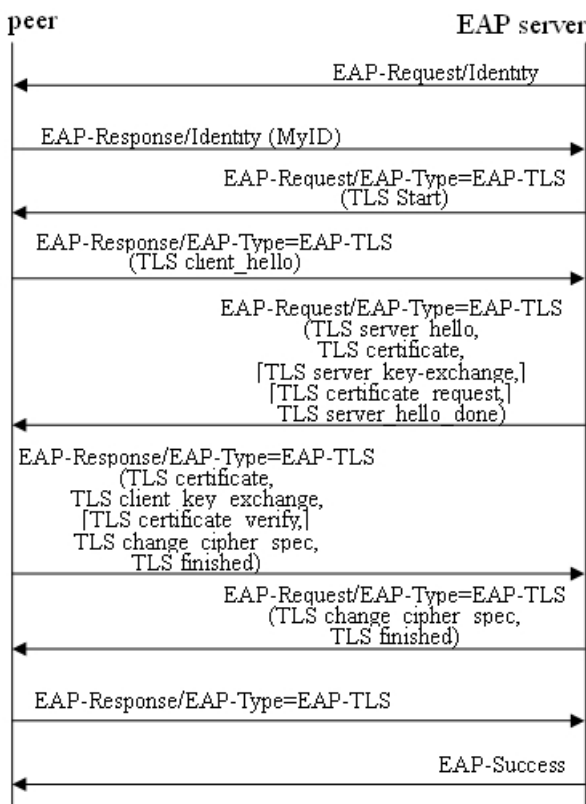 peer
EAP server
EAP-Request/Identity
EAP-Response/Identity (MyID)
EAP-Request/EAP-Type=EAP-TLS
(TLS Start)
EAP-Response/EAP-Type=EAP-TLS
(TLS client_hello)
EAP-Request/EAP-Type=EAP-TLS
(TLS server_hello,
TLS certificate,
[TLS server_key-exchange,]
[TLS certificate_request,]
TLS server_hello_done)
EAP-Response/EAP-Type=EAP-TLS
(TLS certificate,
TLS client_key_exchange,
[TLS certificate_verify,]
TLS change_cipher_spec,
TLS finished)
EAP-Request/EAP-Type=EAP-TLS
(TLS change_cipher_spec,
TLS finished)
EAP-Response/EAP-Type=EAP-TLS
EAP-Success